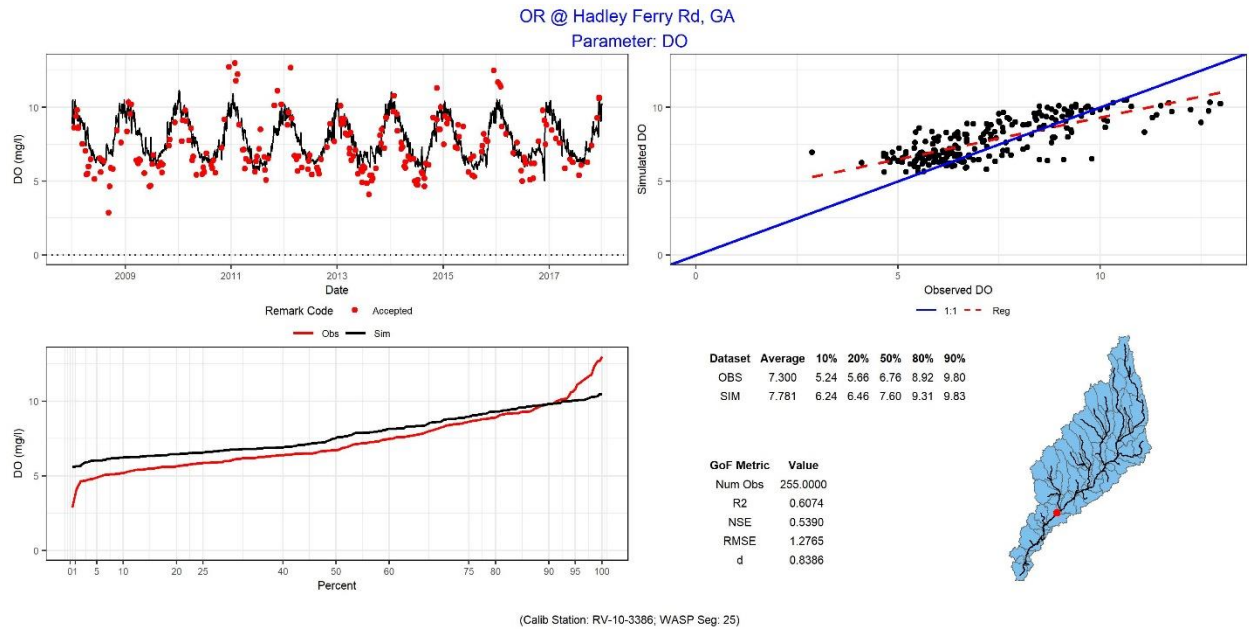 OR @ Hadley Ferry Rd, GA
Parameter: DO
DO (mg/l)
10
5
0
2009
2011
2013
2015
2017
Date
Remark Code
Accepted
Simulated DO
10
5
0
0
5
10
Observed DO
1:1
Reg
Obs
Sim
DO (mg/l)
10
5
0
0 1 5 10 20 25 40 50 60 75 80 90 95 100
Percent
Dataset Average 10% 20% 50% 80% 90%
OBS 7.300 5.24 5.66 6.76 8.92 9.80
SIM 7.781 6.24 6.46 7.60 9.31 9.83
GoF Metric Value
Num Obs 255.0000
R2 0.6074
NSE 0.5390
RMSE 1.2765
d 0.8386
(Calib Station: RV-10-3386; WASP Seg: 25)